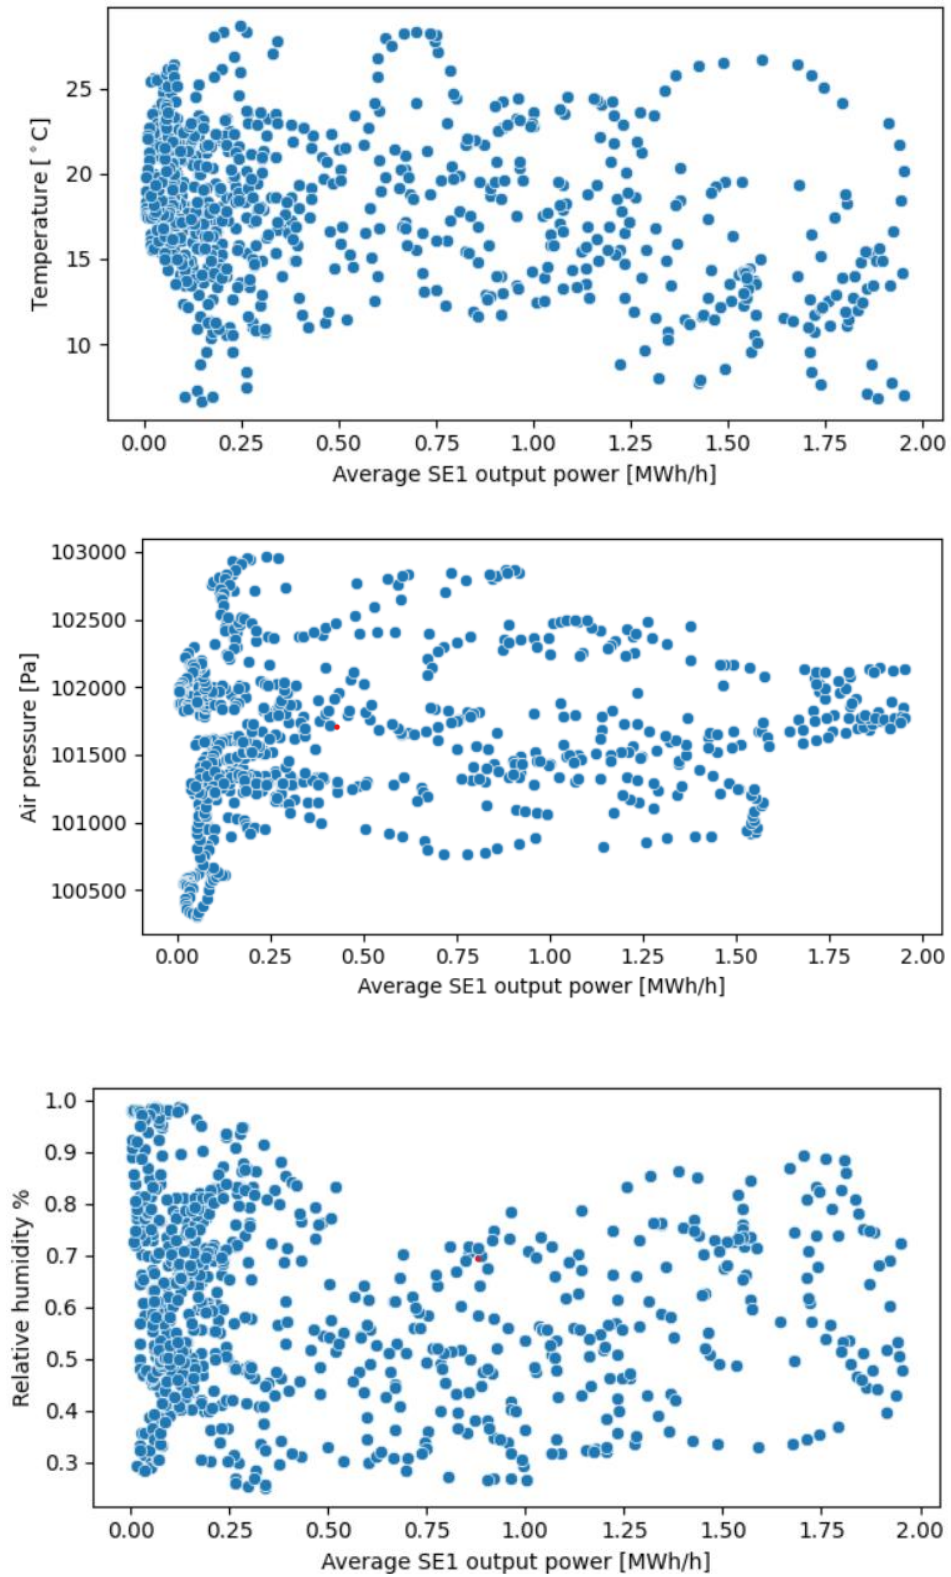 25
20
15
10
Temperature [°C]
0.00 0.25 0.50 0.75 1.00 1.25 1.50 1.75 2.00
Average SE1 output power [MWh/h]
103000
102500
102000
101500
101000
100500
Air pressure [Pa]
0.00 0.25 0.50 0.75 1.00 1.25 1.50 1.75 2.00
Average SE1 output power [MWh/h]
1.0
0.9
0.8
0.7
0.6
0.5
0.4
0.3
Relative humidity %
0.00 0.25 0.50 0.75 1.00 1.25 1.50 1.75 2.00
Average SE1 output power [MWh/h]